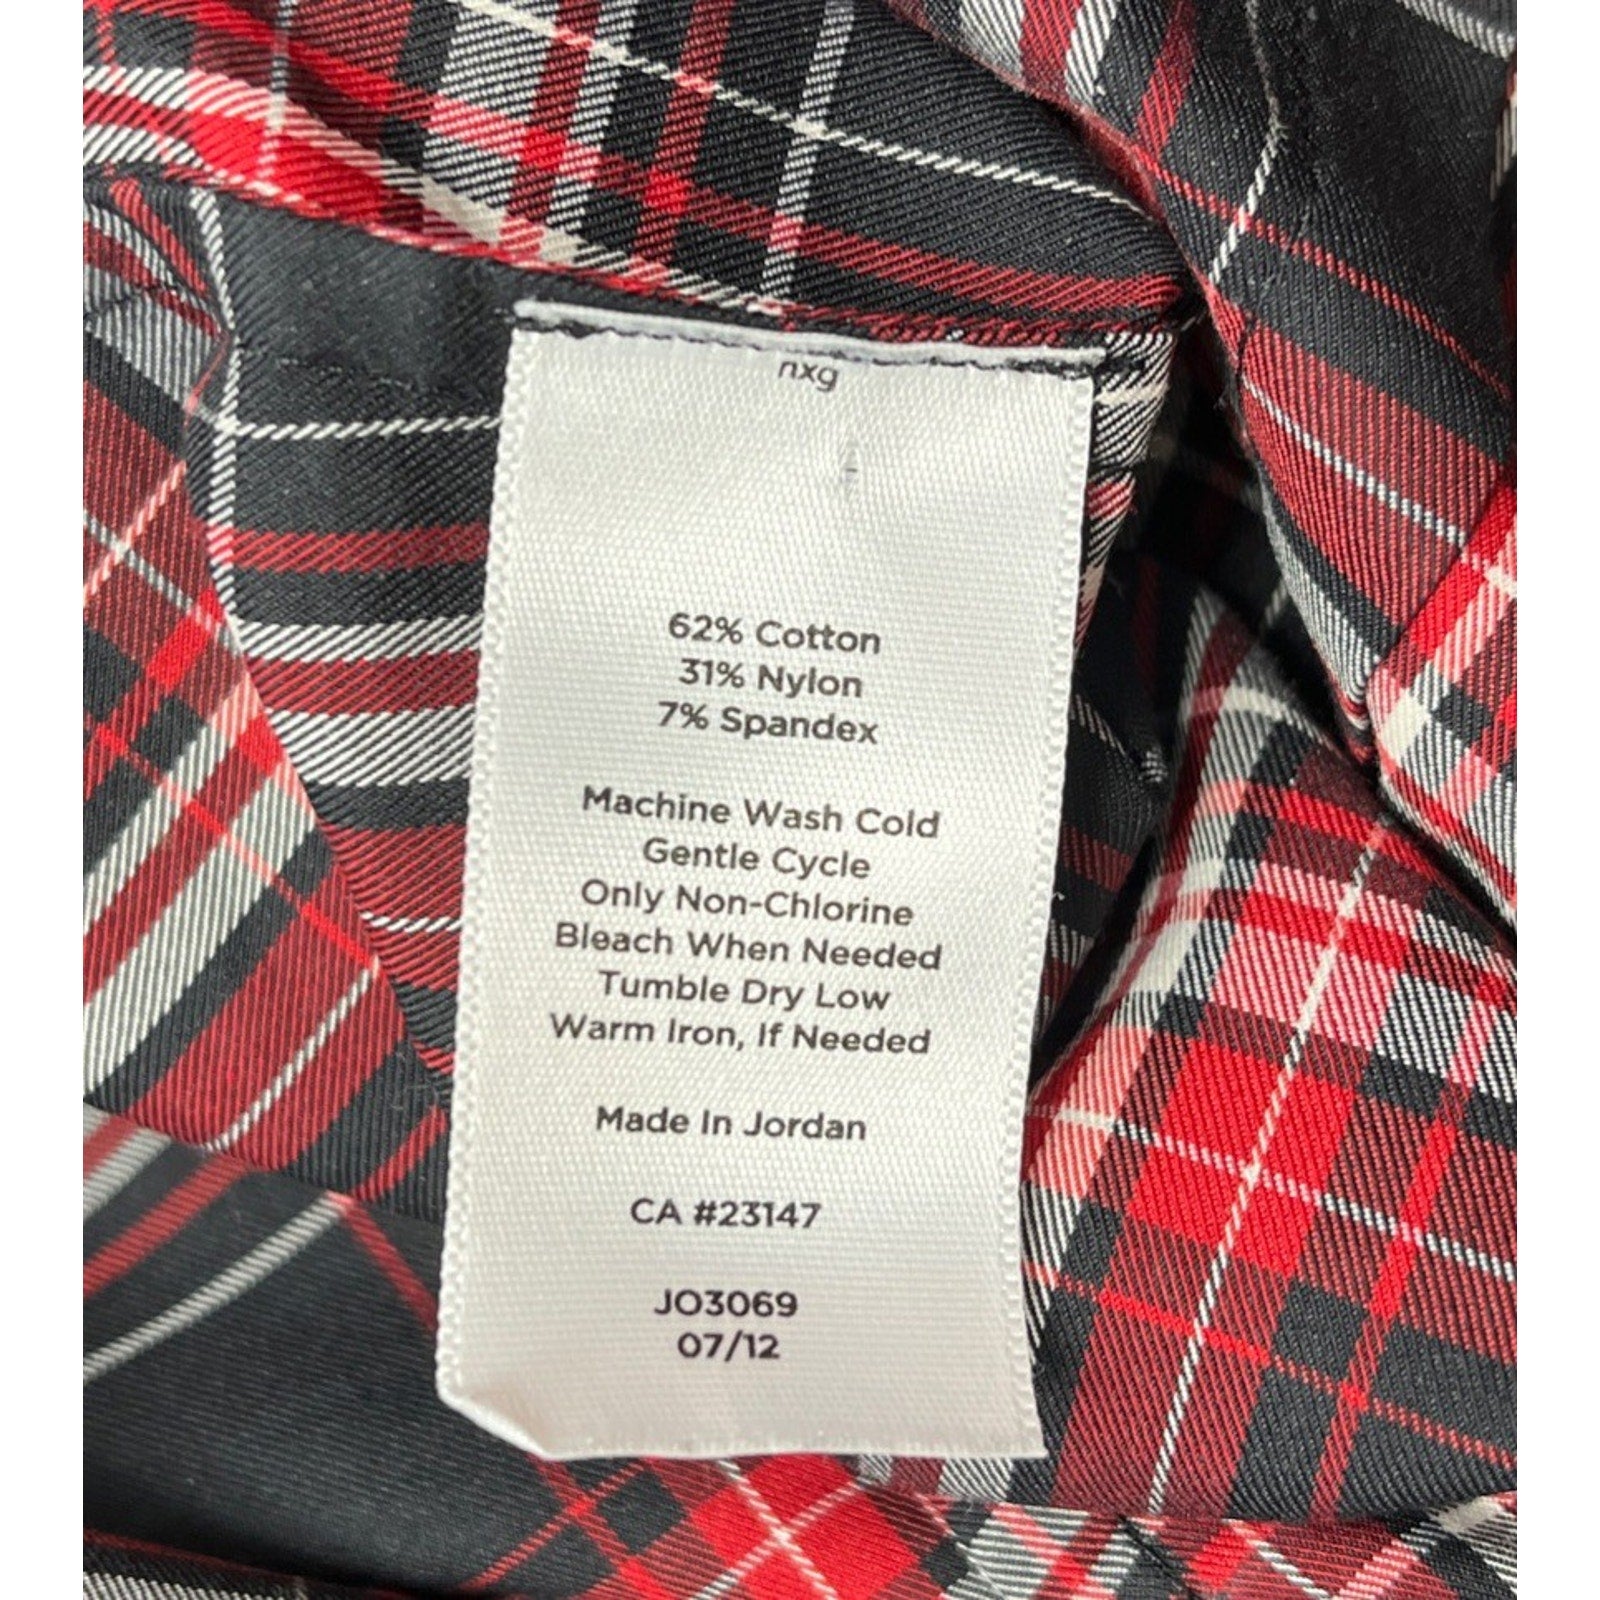 nxg
62% Cotton
31% Nylon
7% Spandex
Machine Wash Cold
Gentle Cycle
Only Non-Chlorine
Bleach When Needed
Tumble Dry Low
Warm Iron, If Needed
Made In Jordan
CA #23147
JO3069
07/12